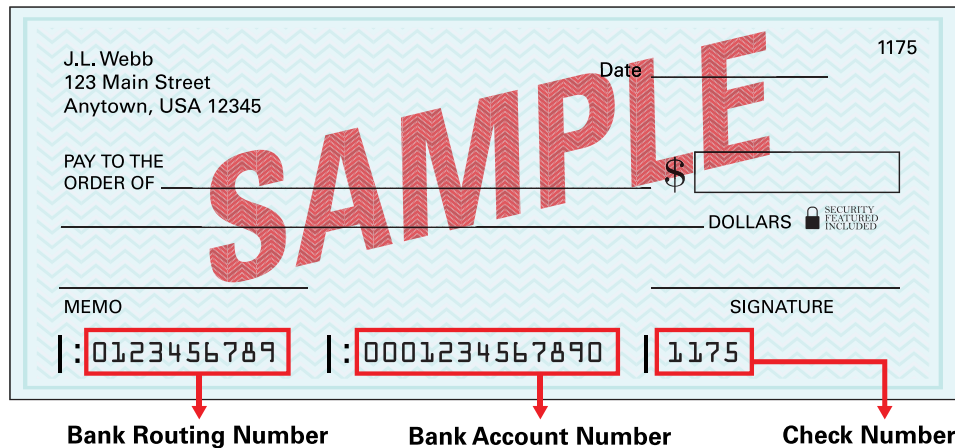 1175
J.L. Webb
123 Main Street
Anytown, USA 12345
Date
SAMPLE
PAY TO THE
ORDER OF
$
DOLLARS
SECURITY
FEATURED
INCLUDED
MEMO
SIGNATURE
|:0123456789 |:0001234567890 | 1175
Bank Routing Number Bank Account Number Check Number